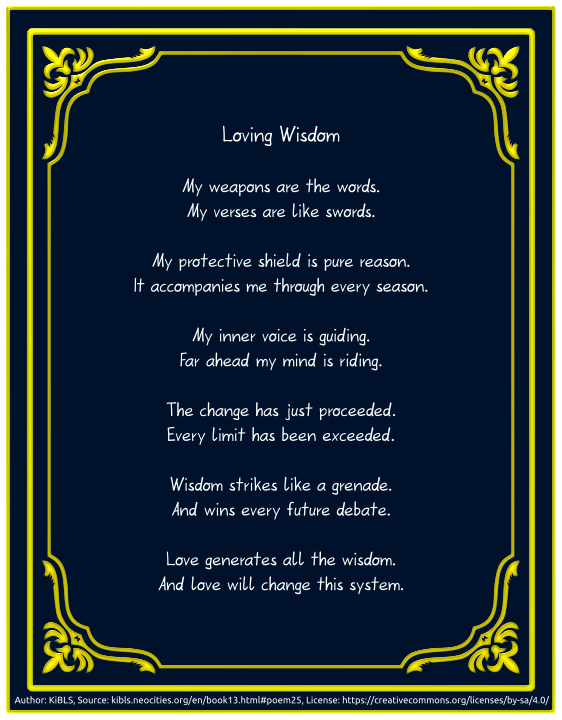 Loving Wisdom
My weapons are the words.
My verses are like swords.
My protective shield is pure reason.
It accompanies me through every season.
My inner voice is guiding.
Far ahead my mind is riding.
The change has just proceeded.
Every limit has been exceeded.
Wisdom strikes like a grenade.
And wins every future debate.
Love generates all the wisdom.
And love will change this system.
Author: KiBLS, Source: kibls.neocities.org/en/book13.html#poem25, License: https://creativecommons.org/licenses/by-sa/4.0/